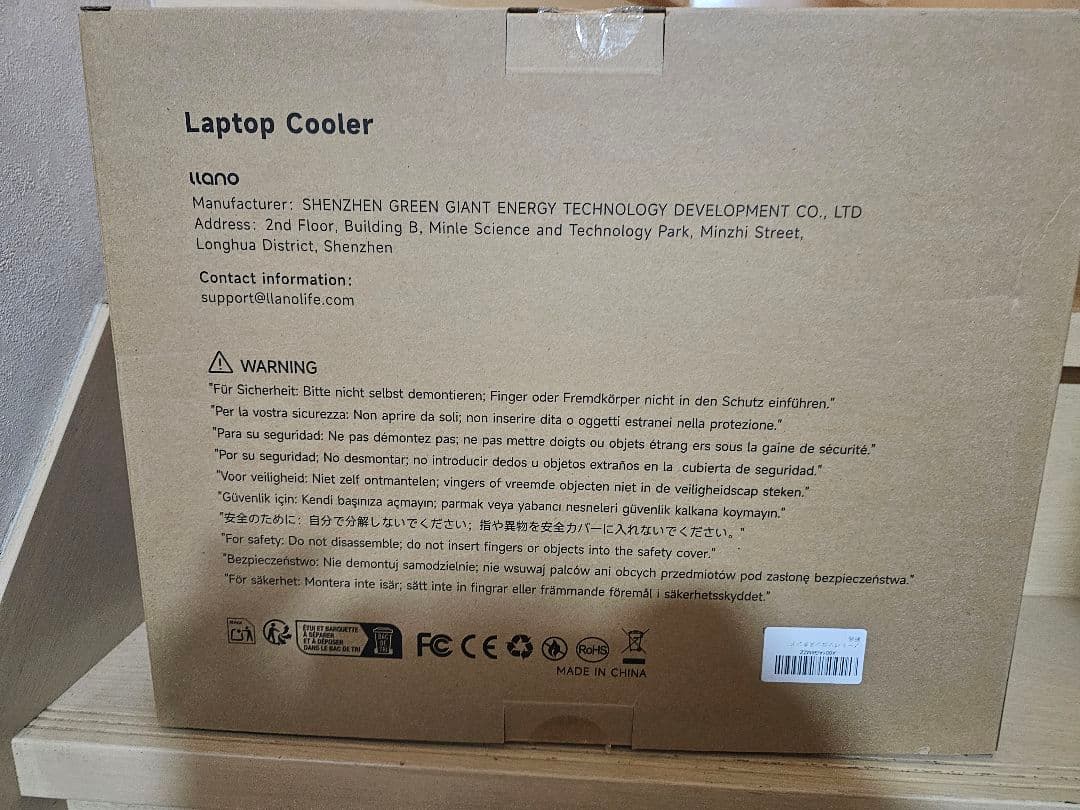 Laptop Cooler
llano
Manufacturer: SHENZHEN GREEN GIANT ENERGY TECHNOLOGY DEVELOPMENT CO., LTD
Address: 2nd Floor, Building B, Minle Science and Technology Park, Minzhi Street,
Longhua District, Shenzhen
Contact information:
support@llanolife.com
WARNING
"Für Sicherheit: Bitte nicht selbst demontieren; Finger oder Fremdkörper nicht in den Schutz einführen."
"Per la vostra sicurezza: Non aprire da soli; non inserire dita o oggetti estranei nella protezione."
"Para su seguridad: Ne pas démontez pas; ne pas mettre doigts ou objets étrang ers sous la gaine de sécurité."
"Por su seguridad; No desmontar; no introducir dedos u objetos extraños en la cubierta de seguridad."
"Voor veiligheid: Niet zelf ontmantelen; vingers of vreemde objecten niet in de veiligheidscap steken."
"Güvenlik için: Kendi başınıza açmayın; parmak veya yabancı nesneleri güvenlik kalkana koymayın."
"安全のために: 自分で分解しないでください; 指や異物を安全カバーに入れないでください。"
"For safety: Do not disassemble; do not insert fingers or objects into the safety cover."
"Bezpieczeństwo: Nie demontuj samodzielnie; nie wsuwaj palców ani obcych przedmiotów pod zasłonę bezpieczeństwa."
"För säkerhet: Montera inte isär; sätt inte in fingrar eller främmande föremål i säkerhetsskyddet."
ÉTUI ET BARQUETTE
À SÉPARER
ET À DÉPOSER
DANS LE BAC DE TRI
BAC
DE
TRI
FC CE RoHS
MADE IN CHINA